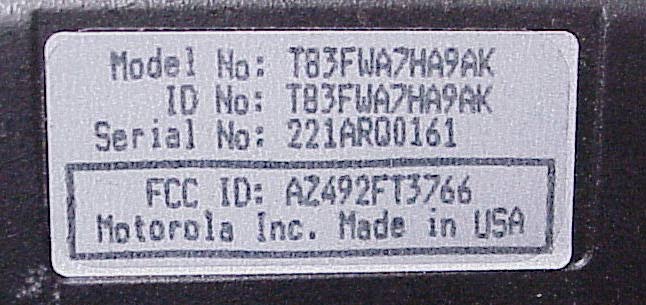 Model No: T83FWA7HA9AK
ID No: T83FWA7HA9AK
Serial No: 221ARQ0161
FCC ID: AZ492FT3766
Motorola Inc. Made in USA